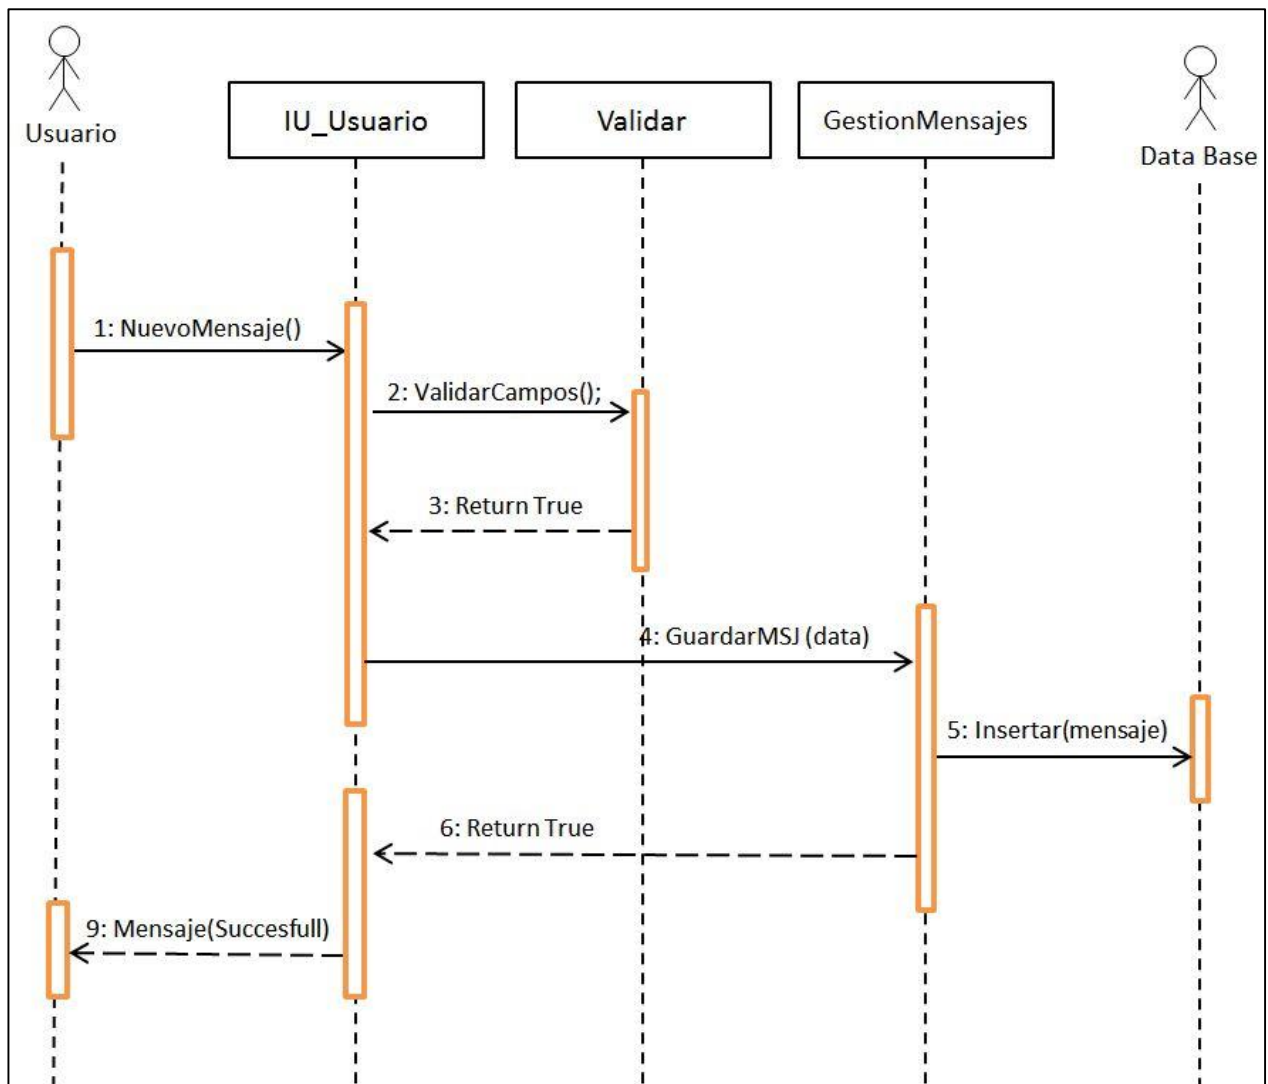 Usuario
IU_Usuario
Validar
GestionMensajes
Data Base
1: NuevoMensaje()
2: ValidarCampos();
3: Return True
4: GuardarMSJ (data)
5: Insertar(mensaje)
6: Return True
9: Mensaje(Succesfull)